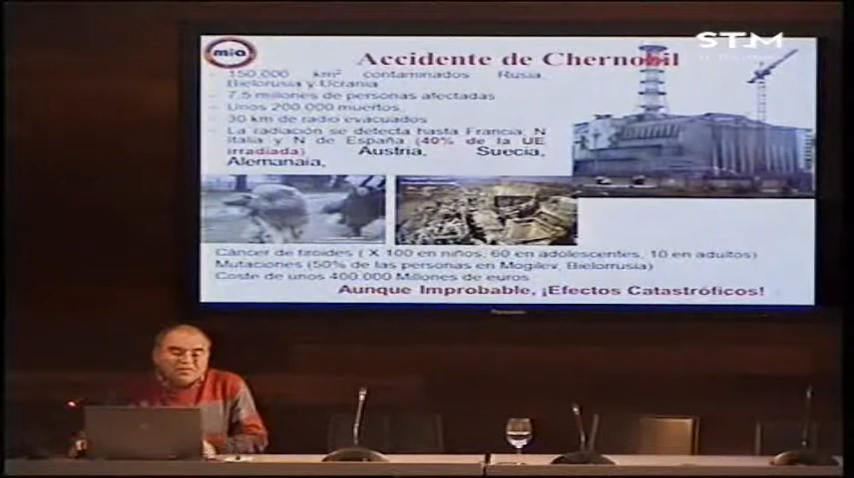 STM
mia
Accidente de Chernobil
- 150.000 km² contaminados Rusia,
Bielorusia y Ucrania
- 7,5 millones de personas afectadas
- Unos 200.000 muertos.
- 30 km de radio evacuados
- La radiación se detecta hasta Francia, N
Italia y N de España (40% de la UE
irradiada) Austria, Suecia,
Alemanaia,
Cáncer de tiroides ( X 100 en niños, 60 en adolescentes, 10 en adultos)
Mutaciones (50% de las personas en Mogilev, Bielorrusia)
Coste de unos 400.000 Millones de euros
Aunque Improbable, ¡Efectos Catastróficos!
Panasonic